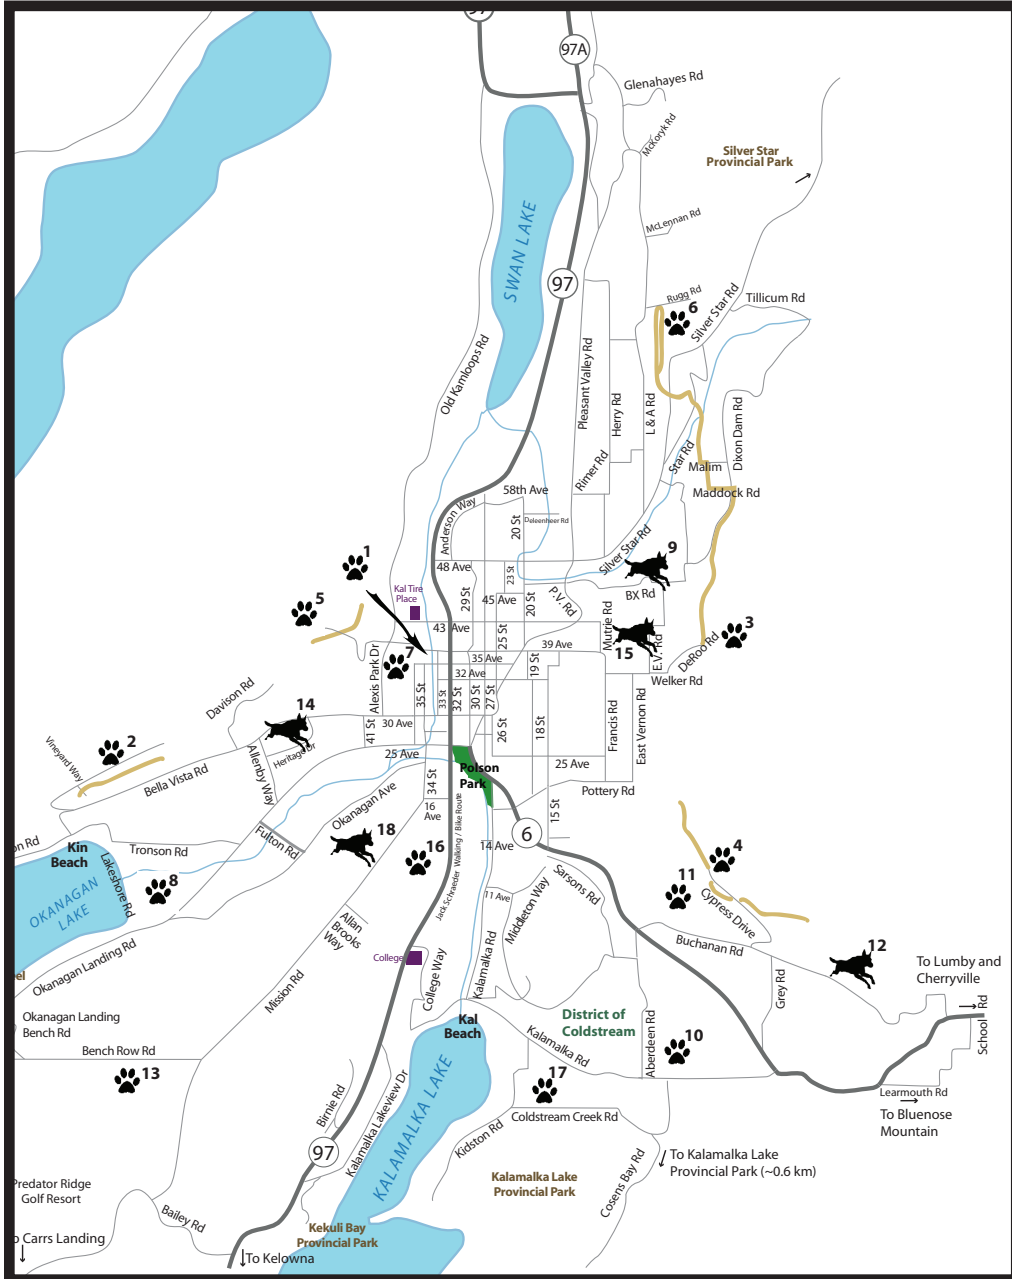 97
97A
Glenahayes Rd
McKoryk Rd
Silver Star
Provincial Park
McLennan Rd
SWAN LAKE
97
Rugg Rd
6
Silver Star Rd
Tillicum Rd
Old Kamloops Rd
Pleasant Valley Rd
Herry Rd
L & A Rd
Dixon Dam Rd
Star Rd
Malim
Rimer Rd
Maddock Rd
58th Ave
Anderson Way
20 St
Deleenheer Rd
Silver Star Rd
9
1
48 Ave
23 St
BX Rd
Kal Tire
Place
29 St
45 Ave
20 St
P.V. Rd
5
43 Ave
25 St
Mutrie Rd
15
E.V. Rd
3
DeRoo Rd
39 Ave
7
35 Ave
32 Ave
19 St
Welker Rd
Alexis Park Dr
35 St
33 St
32 St
30 St
27 St
Davison Rd
14
41 St
30 Ave
26 St
18 St
Francis Rd
East Vernon Rd
Vineyard Way
2
Heritage Dr
Allenby Way
25 Ave
25 Ave
Bella Vista Rd
Polson
Park
34 St
Pottery Rd
Okanagan Ave
16
Ave
15 St
Jack Schraeder Walking / Bike Route
6
on Rd
Kin
Beach
Tronson Rd
Fulton Rd
18
16
14 Ave
4
Sarsons Rd
11
Lakeshore Rd
8
OKANAGAN
LAKE
11 Ave
Middleton Way
Cypress Drive
Allan
Brooks
Way
Buchanan Rd
12
Okanagan Landing Rd
College
College Way
Kalamalka Rd
To Lumby and
Cherryville
el
Mission Rd
Grey Rd
School Rd
Okanagan Landing
Bench Rd
Kal
Beach
District of
Coldstream
Kalamalka Rd
Aberdeen Rd
10
Bench Row Rd
13
17
Learmouth Rd
Birnie Rd
Kalamalka Lakeview Dr
KALAMALKA LAKE
Coldstream Creek Rd
To Bluenose
Mountain
Kidston Rd
97
Cosens Bay Rd
To Kalamalka Lake
Provincial Park (~0.6 km)
Predator Ridge
Golf Resort
Kalamalka Lake
Provincial Park
Bailey Rd
o Carrs Landing
Kekuli Bay
Provincial Park
To Kelowna